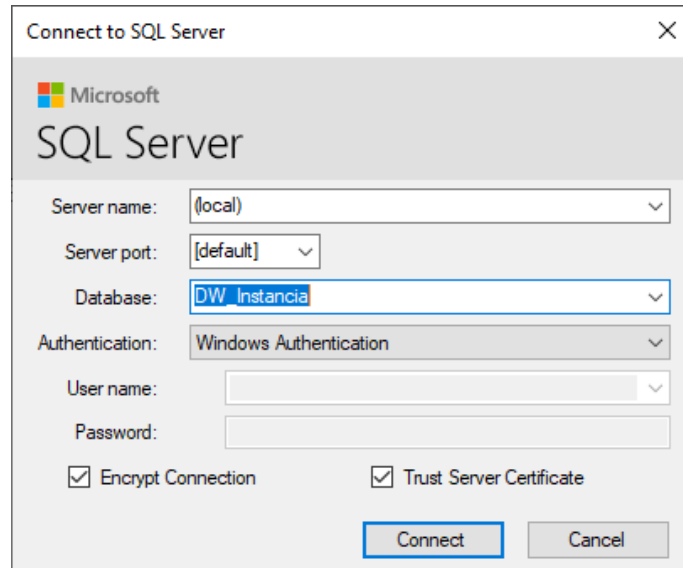 Connect to SQL Server
Microsoft
SQL Server
Server name: (local)
Server port: [default]
Database: DW_Instancia
Authentication: Windows Authentication
User name:
Password:
Encrypt Connection Trust Server Certificate
Connect Cancel